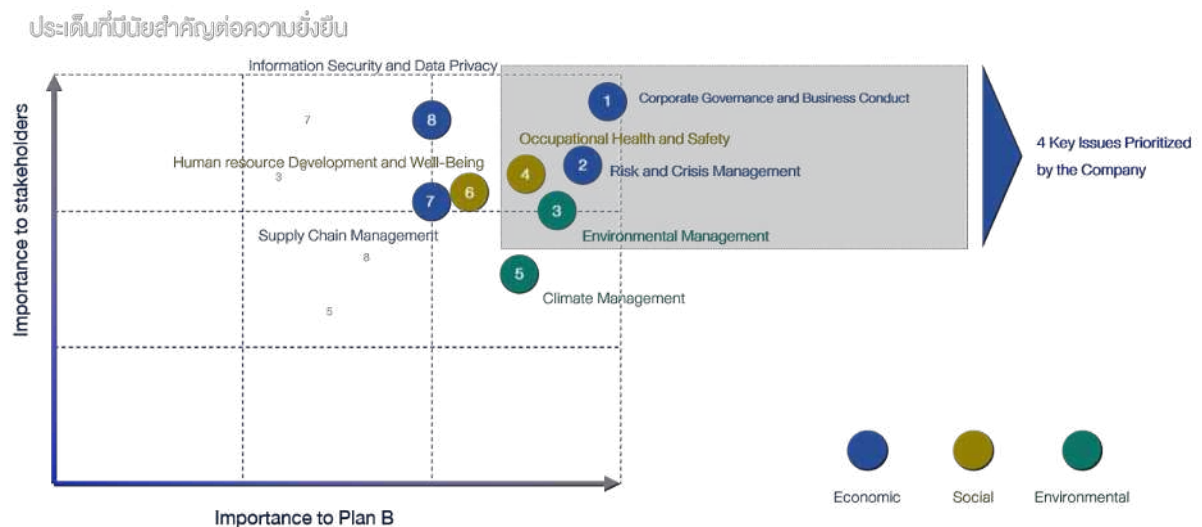 ประเด็นที่มีนัยสำคัญต่อความยั่งยืน
Information Security and Data Privacy
1
Corporate Governance and Business Conduct
7
8
Occupational Health and Safety
4 Key Issues Prioritized
by the Company
Human resource Development and Well-Being
3
4
2
Risk and Crisis Management
7
6
3
Supply Chain Management
Environmental Management
8
5
Climate Management
5
Importance to stakeholders
Importance to Plan B
Economic
Social
Environmental